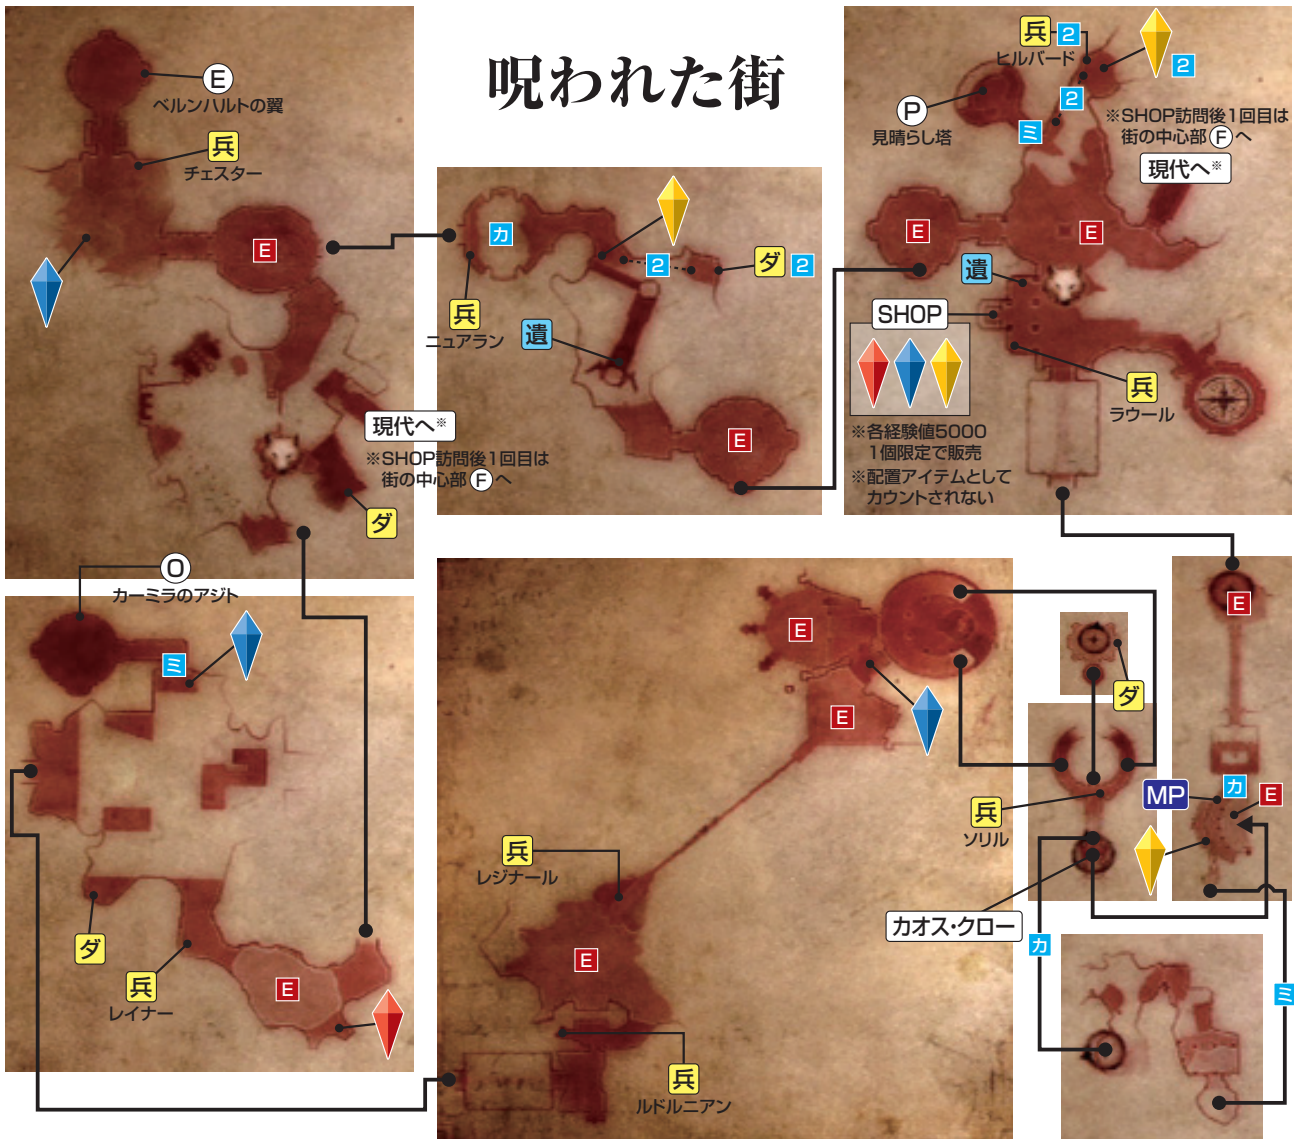 呪われた街
E
ベルンハルトの翼
兵
チェスター
E
現代へ※
※SHOP訪問後1回目は
街の中心部Fへ
ダ
カ
兵
ニュアラン
遺
2
ダ 2
E
兵 2
ヒルバード
2
2
P
見晴らし塔
ミ
※SHOP訪問後1回目は
街の中心部Fへ
現代へ※
E
E
遺
SHOP
※各経験値5000
1個限定で販売
※配置アイテムとして
カウントされない
兵
ラウール
O
カーミラのアジト
ミ
ダ
兵
レイナー
E
E
E
兵
レジナール
E
兵
ルドルニアン
ダ
兵
ソリル
カオス・クロー
E
MP
カ
E
カ
ミ